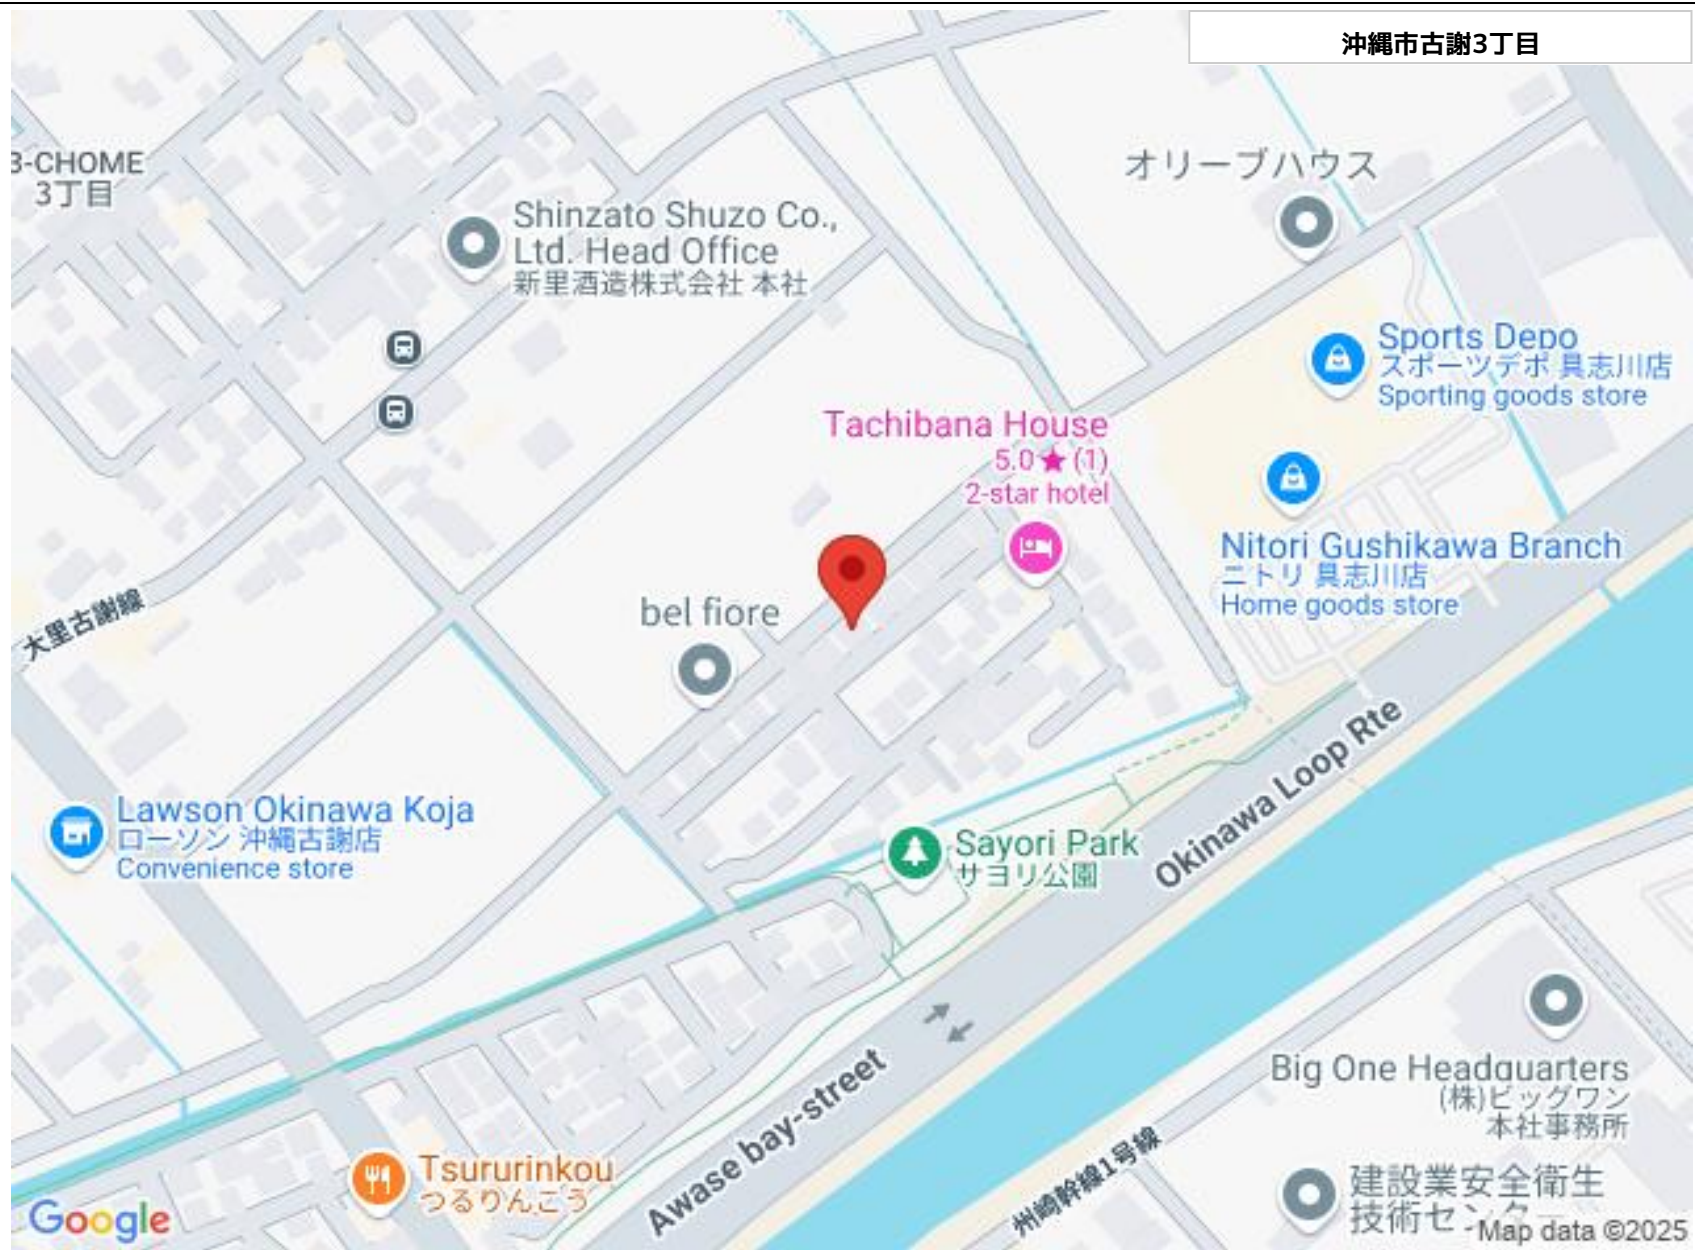 沖縄市古謝3丁目
3-CHOME
3丁目
オリーブハウス
Shinzato Shuzo Co.,
Ltd. Head Office
新里酒造株式会社 本社
Sports Depo
スポーツデポ 具志川店
Sporting goods store
Tachibana House
5.0★(1)
2-star hotel
Nitori Gushikawa Branch
ニトリ 具志川店
Home goods store
bel fiore
大里古謝線
Okinawa Loop Rte
Lawson Okinawa Koja
ローソン 沖縄古謝店
Convenience store
Sayori Park
サヨリ公園
Awase bay-street
Big One Headquarters
(株)ビッグワン
本社事務所
州崎幹線1号線
Tsururinkou
つるりんこう
建設業安全衛生
技術センター
Google
Map data ©2025